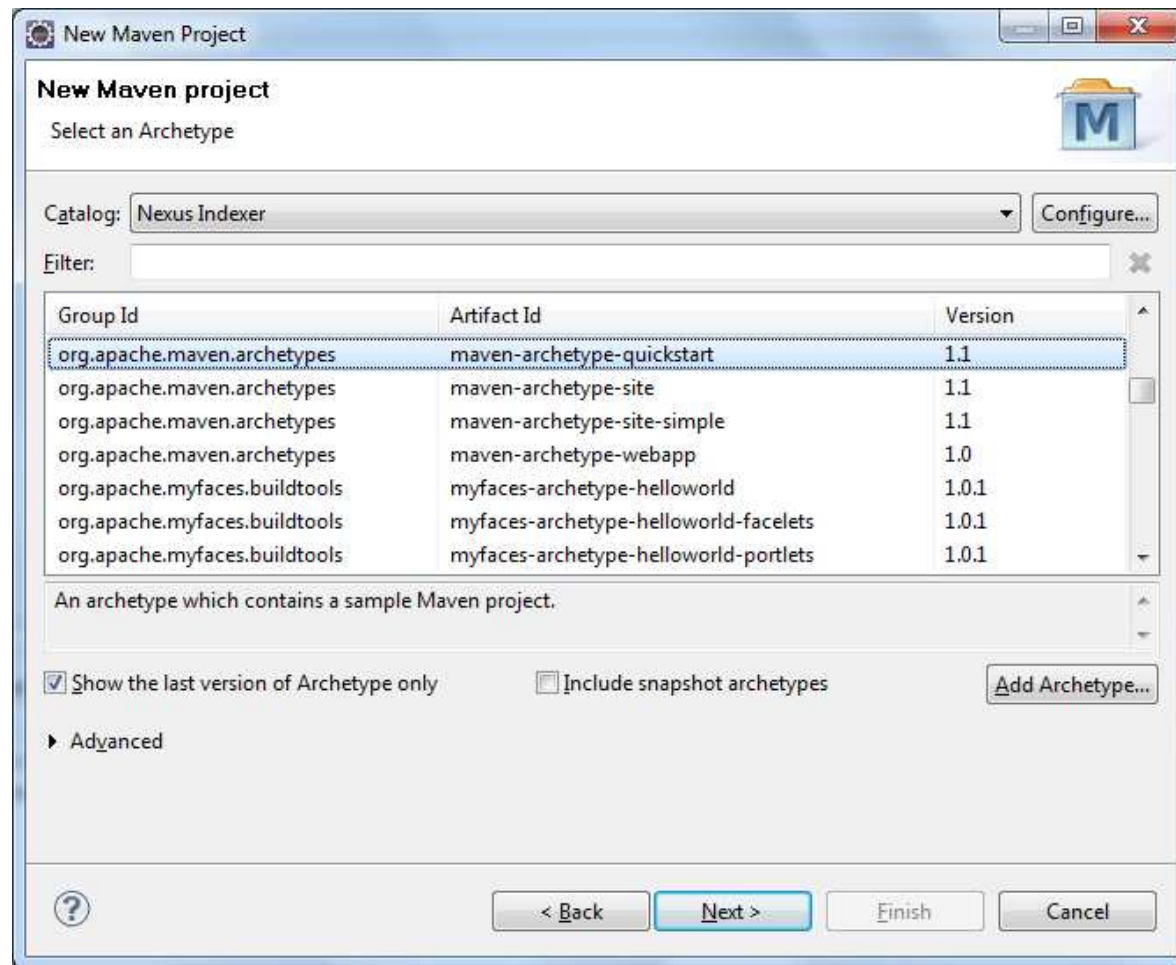 New Maven Project
New Maven project
Select an Archetype
M
Catalog: Nexus Indexer Configure...
Filter:
Group Id Artifact Id Version
org.apache.maven.archetypes maven-archetype-quickstart 1.1
org.apache.maven.archetypes maven-archetype-site 1.1
org.apache.maven.archetypes maven-archetype-site-simple 1.1
org.apache.maven.archetypes maven-archetype-webapp 1.0
org.apache.myfaces.buildtools myfaces-archetype-helloworld 1.0.1
org.apache.myfaces.buildtools myfaces-archetype-helloworld-facelets 1.0.1
org.apache.myfaces.buildtools myfaces-archetype-helloworld-portlets 1.0.1
An archetype which contains a sample Maven project.
Show the last version of Archetype only Include snapshot archetypes Add Archetype...
Advanced
? < Back Next > Finish Cancel